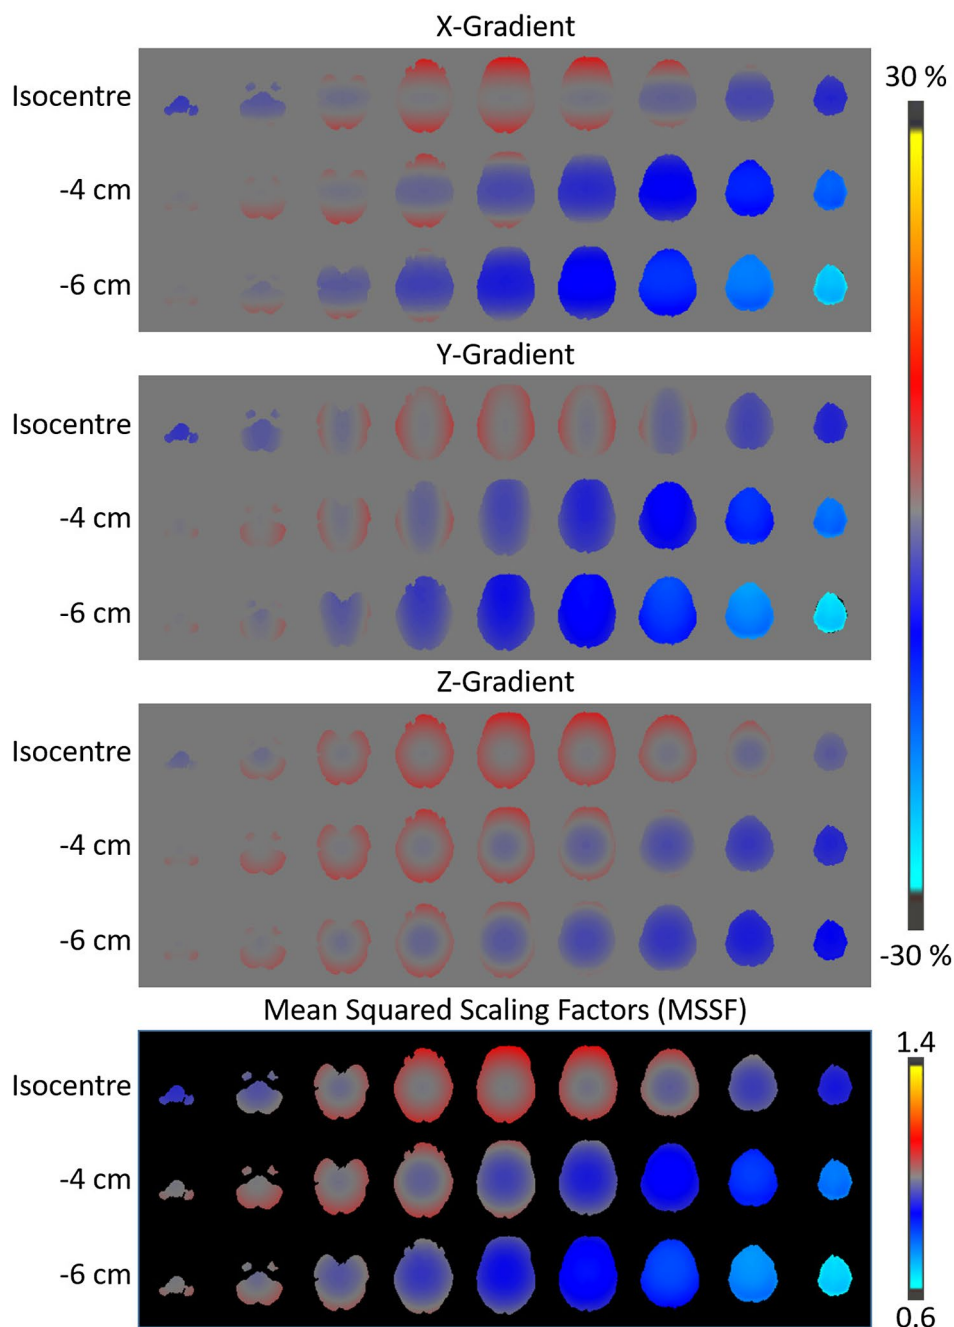 X-Gradient
Isocentre
-4 cm
-6 cm
30 %
Y-Gradient
Isocentre
-4 cm
-6 cm
Z-Gradient
Isocentre
-4 cm
-6 cm
-30 %
Mean Squared Scaling Factors (MSSF)
Isocentre
-4 cm
-6 cm
1.4
0.6